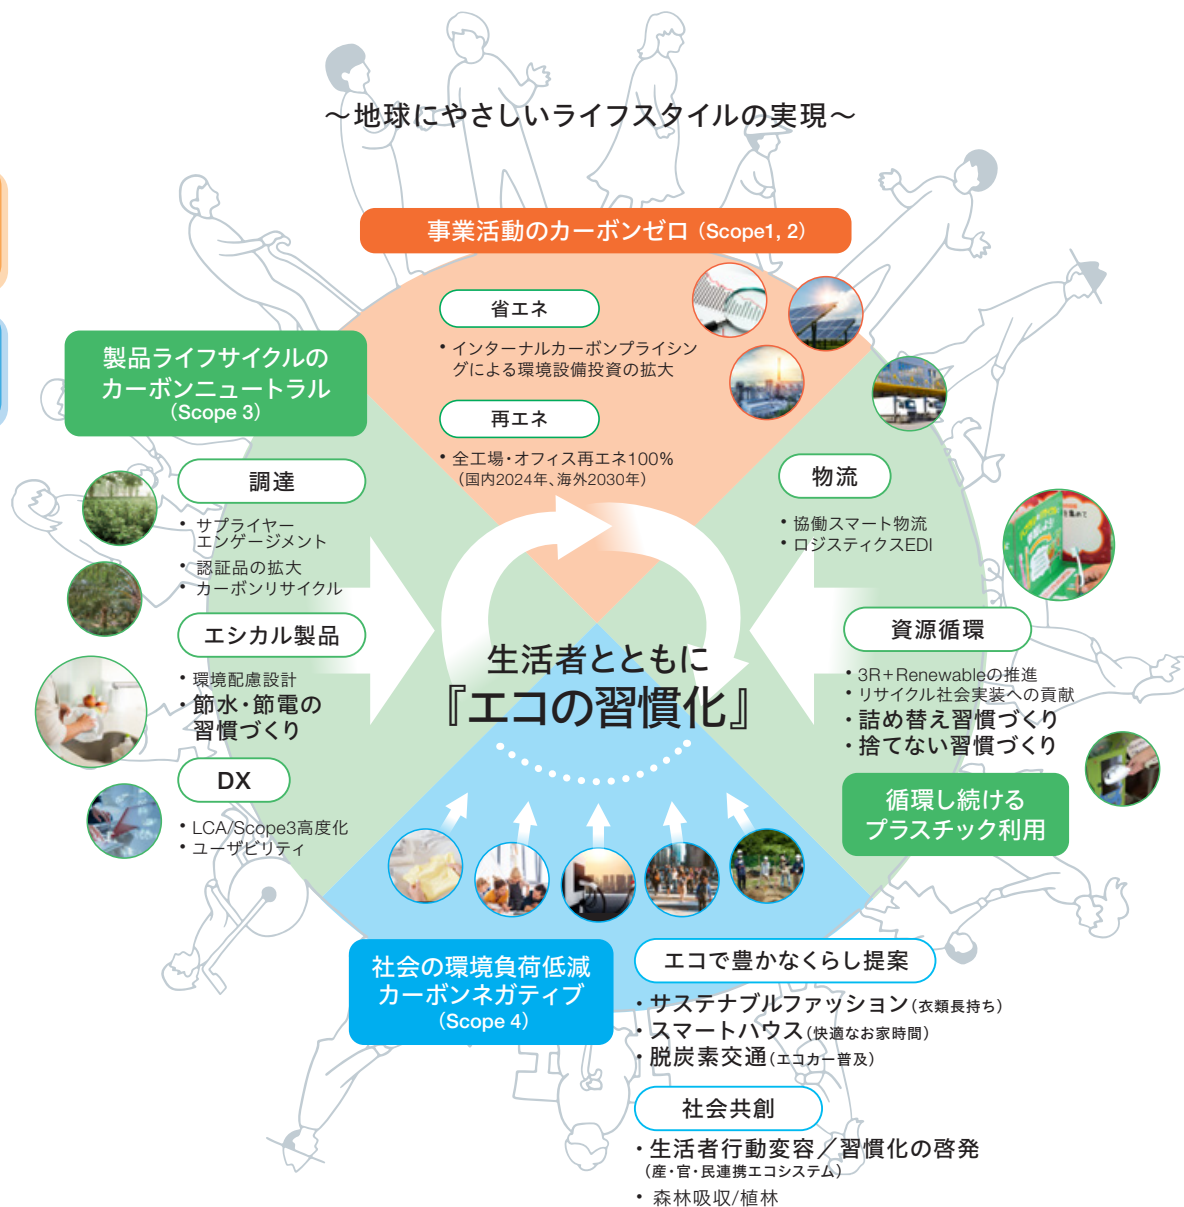 ～地球にやさしいライフスタイルの実現～
事業活動のカーボンゼロ（Scope1, 2）
省エネ
・インターナルカーボンプライシン
グによる環境設備投資の拡大
再エネ
・全工場・オフィス再エネ100％
（国内2024年、海外2030年）
製品ライフサイクルの
カーボンニュートラル
（Scope 3）
調達
・サプライヤー
エンゲージメント
・認証品の拡大
・カーボンリサイクル
エシカル製品
・環境配慮設計
・節水・節電の
習慣づくり
DX
・LCA/Scope3高度化
・ユーザビリティ
物流
・協働スマート物流
・ロジスティクスEDI
資源循環
・3R+Renewableの推進
・リサイクル社会実装への貢献
・詰め替え習慣づくり
・捨てない習慣づくり
循環し続ける
プラスチック利用
生活者とともに
『エコの習慣化』
社会の環境負荷低減
カーボンネガティブ
（Scope 4）
エコで豊かなくらし提案
・サステナブルファッション（衣類長持ち）
・スマートハウス（快適なお家時間）
・脱炭素交通（エコカー普及）
社会共創
・生活者行動変容／習慣化の啓発
（産・官・民連携エコシステム）
・森林吸収/植林